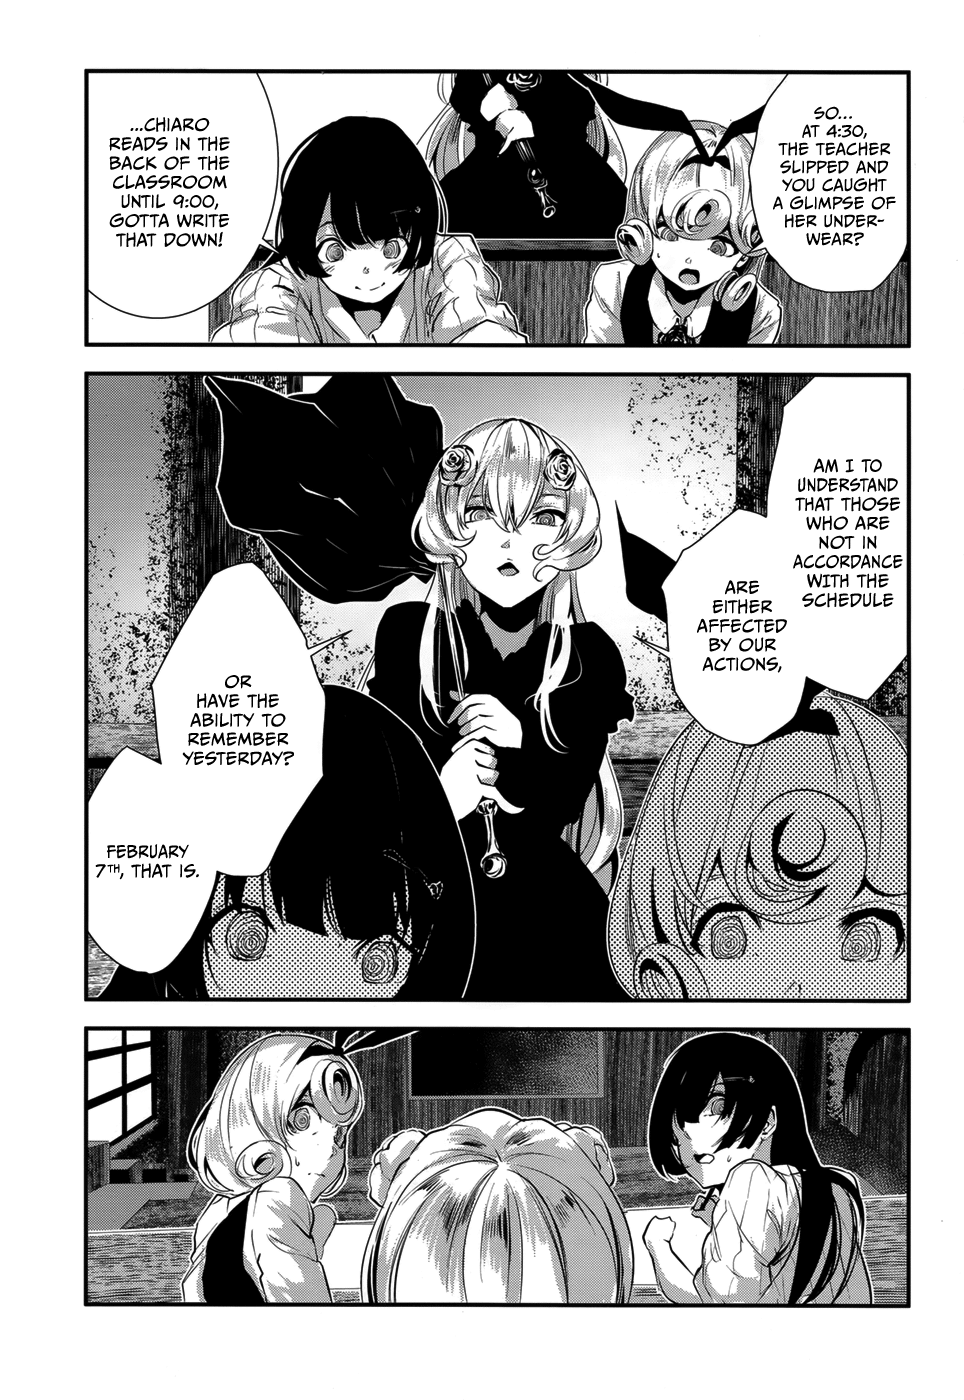 SO...
AT 4:30,
THE TEACHER
SLIPPED AND
YOU CAUGHT
A GLIMPSE OF
HER UNDER-
WEAR?
...CHIARO
READS IN THE
BACK OF THE
CLASSROOM
UNTIL 9:00,
GOTTA WRITE
THAT DOWN!
AM I TO
UNDERSTAND
THAT THOSE
WHO ARE
NOT IN
ACCORDANCE
WITH THE
SCHEDULE
ARE
EITHER
AFFECTED
BY OUR
ACTIONS,
OR
HAVE THE
ABILITY TO
REMEMBER
YESTERDAY?
FEBRUARY
7TH, THAT IS.